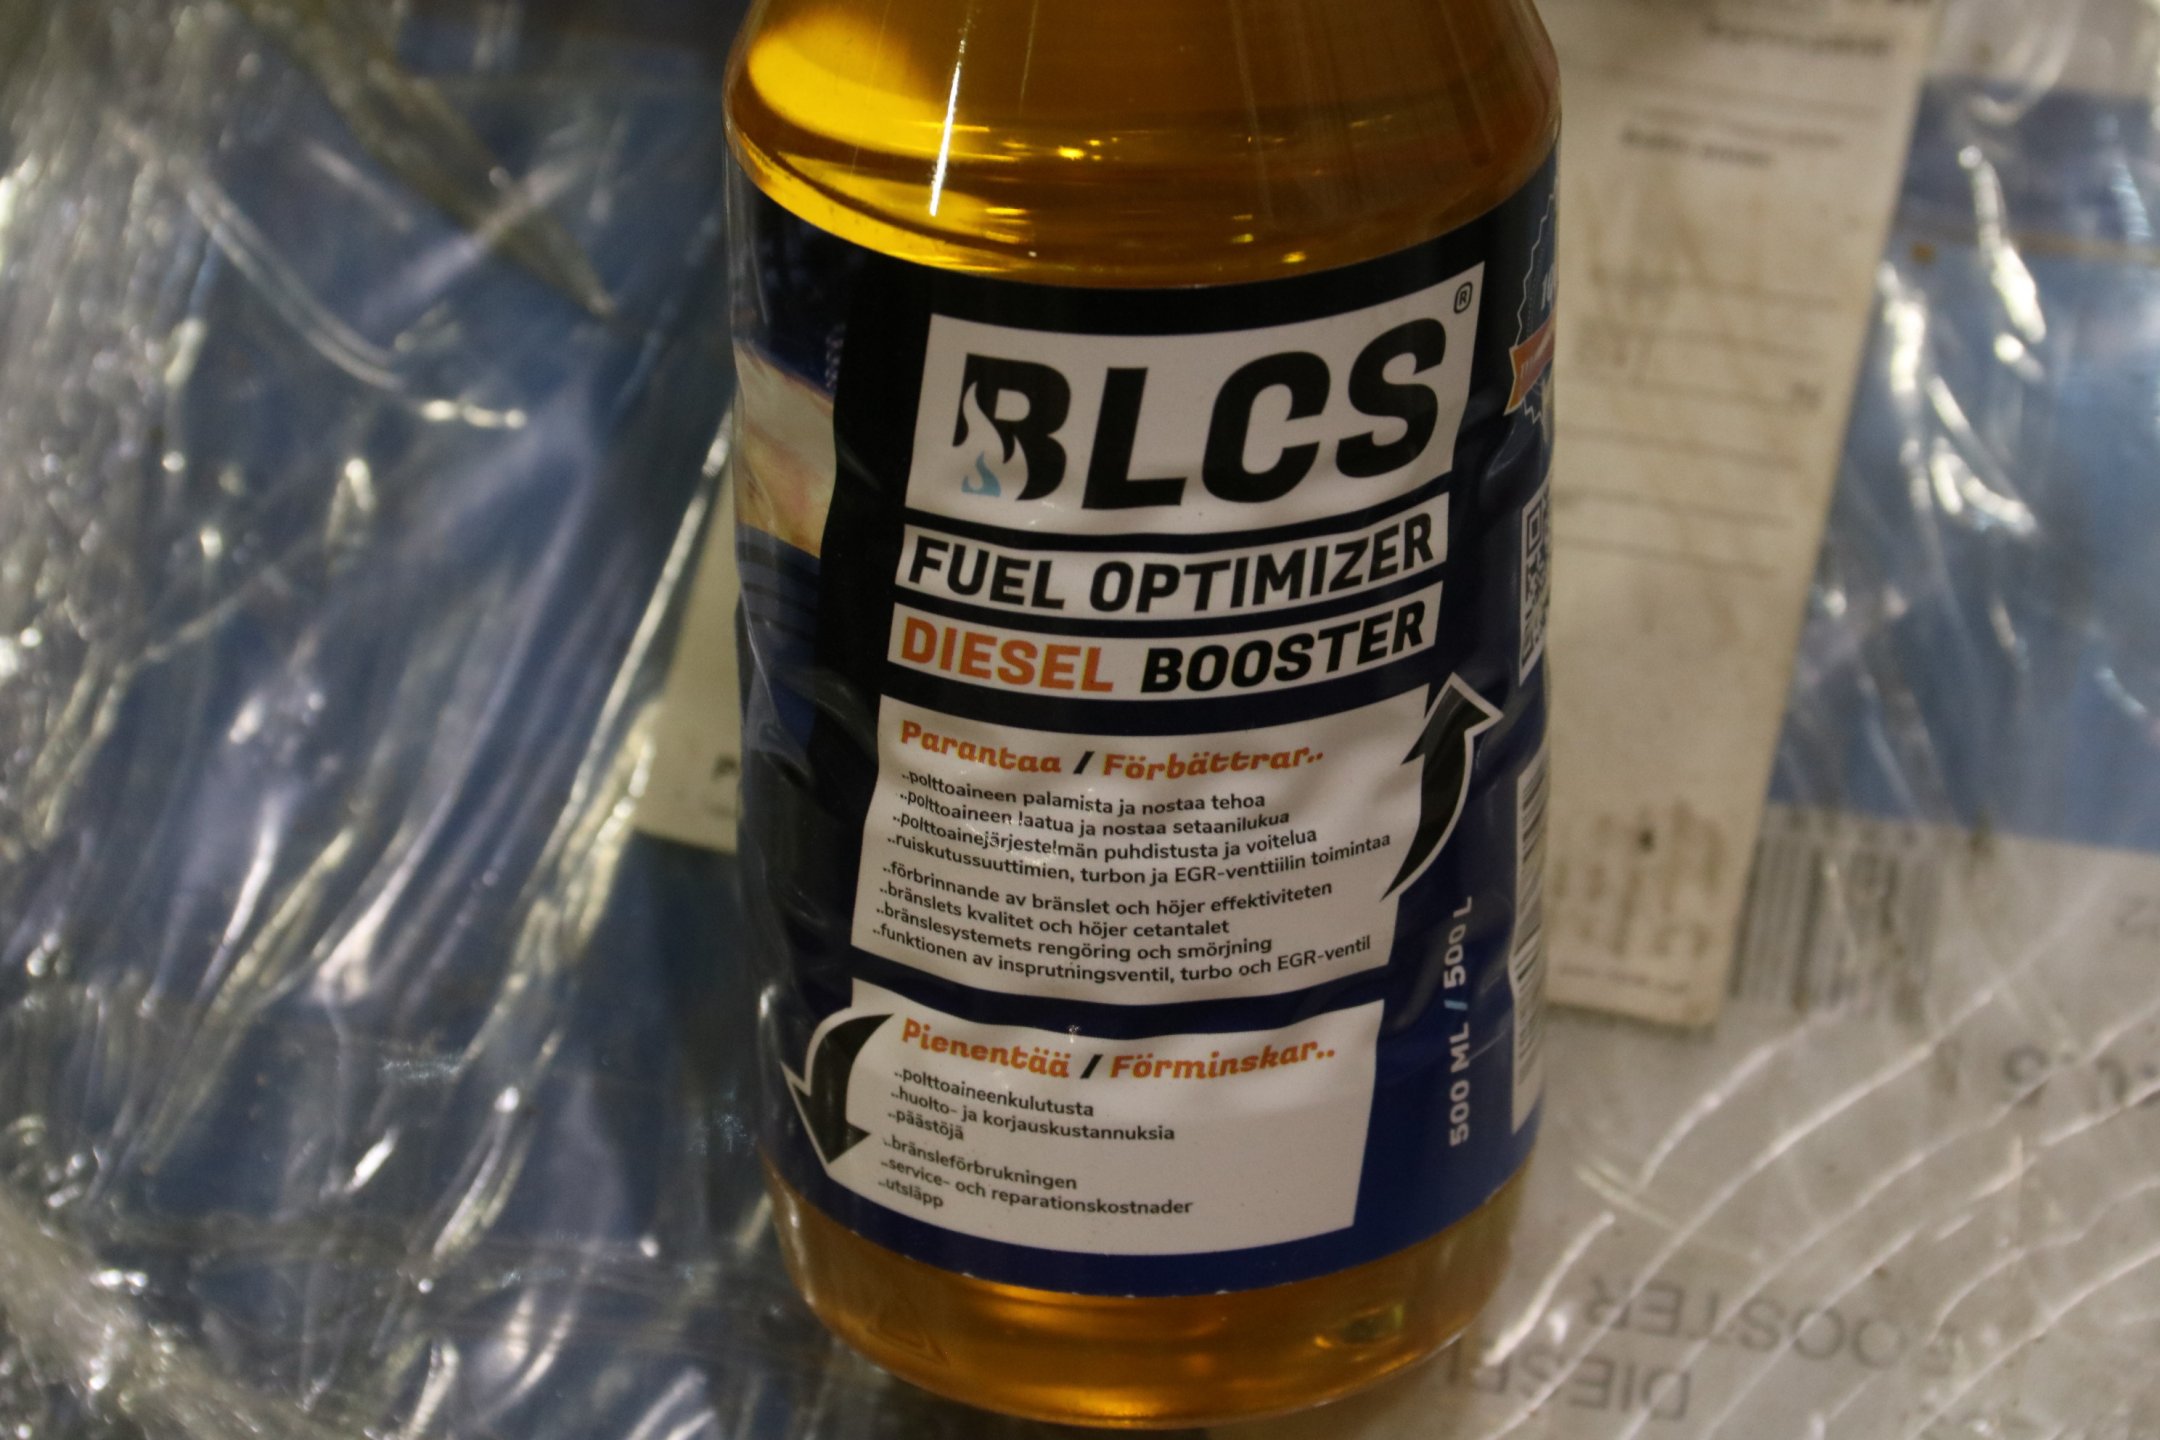 BLCS®
FUEL OPTIMIZER
DIESEL BOOSTER
Parantaa / Förbättrar..
..polttoaineen palamista ja nostaa tehoa
..polttoaineen laatua ja nostaa setaanilukua
..polttoainejärjestelmän puhdistusta ja voitelua
..ruiskutussuuttimien, turbon ja EGR-venttiilin toimintaa
..förbrinnande av bränslet och höjer effektiviteten
..bränslets kvalitet och höjer cetantalet
..bränslesystemets rengöring och smörjning
..funktionen av insprutningsventil, turbo och EGR-ventil
Pienentää / Förminskar..
..polttoaineenkulutusta
..huolto- ja korjauskustannuksia
..päästöjä
..bränsleförbrukningen
..service- och reparationskostnader
..utsläpp
500 ML / 500 L
DIESEL
BOOSTER